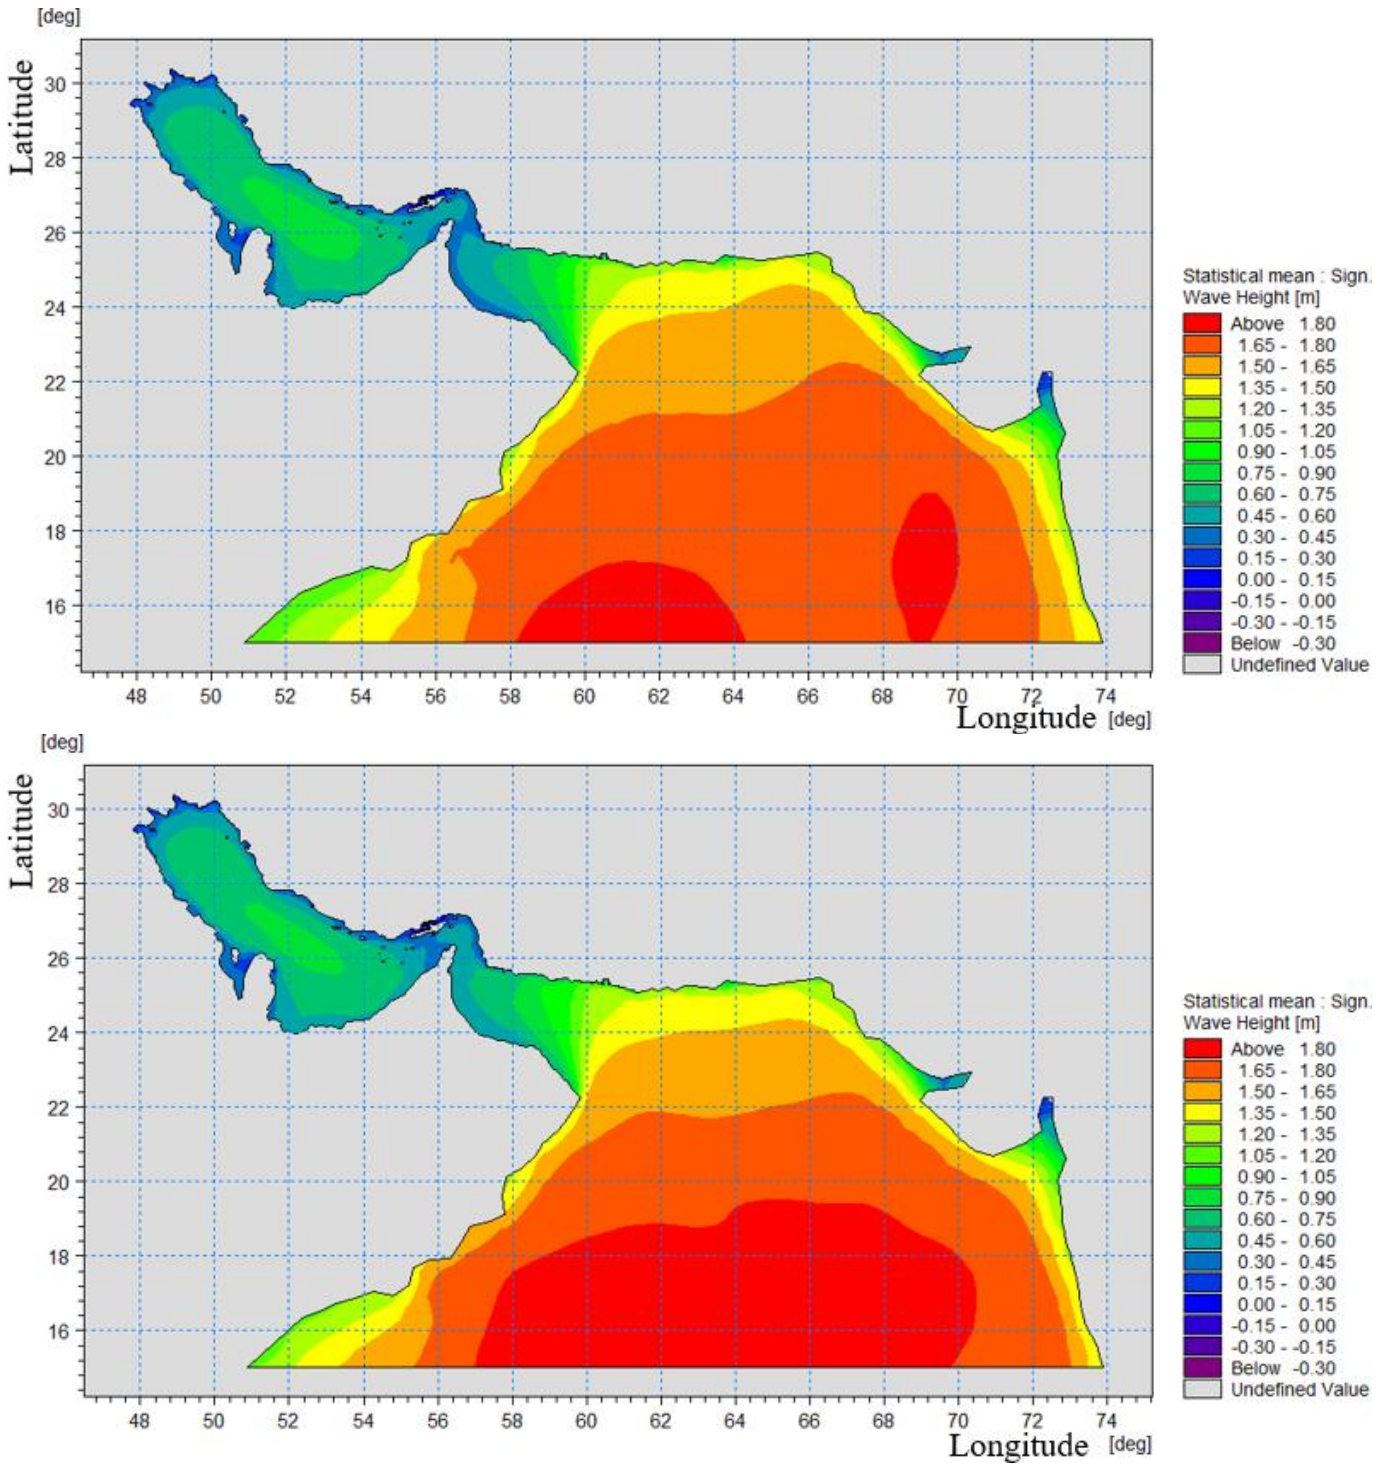 [deg]
Latitude
30
28
26
24
22
20
18
16
48 50 52 54 56 58 60 62 64 66 68 70 72 74
Longitude [deg]
Statistical mean : Sign.
Wave Height [m]
Above 1.80
1.65 - 1.80
1.50 - 1.65
1.35 - 1.50
1.20 - 1.35
1.05 - 1.20
0.90 - 1.05
0.75 - 0.90
0.60 - 0.75
0.45 - 0.60
0.30 - 0.45
0.15 - 0.30
0.00 - 0.15
-0.15 - 0.00
-0.30 - -0.15
Below -0.30
Undefined Value
[deg]
Latitude
30
28
26
24
22
20
18
16
48 50 52 54 56 58 60 62 64 66 68 70 72 74
Longitude [deg]
Statistical mean : Sign.
Wave Height [m]
Above 1.80
1.65 - 1.80
1.50 - 1.65
1.35 - 1.50
1.20 - 1.35
1.05 - 1.20
0.90 - 1.05
0.75 - 0.90
0.60 - 0.75
0.45 - 0.60
0.30 - 0.45
0.15 - 0.30
0.00 - 0.15
-0.15 - 0.00
-0.30 - -0.15
Below -0.30
Undefined Value